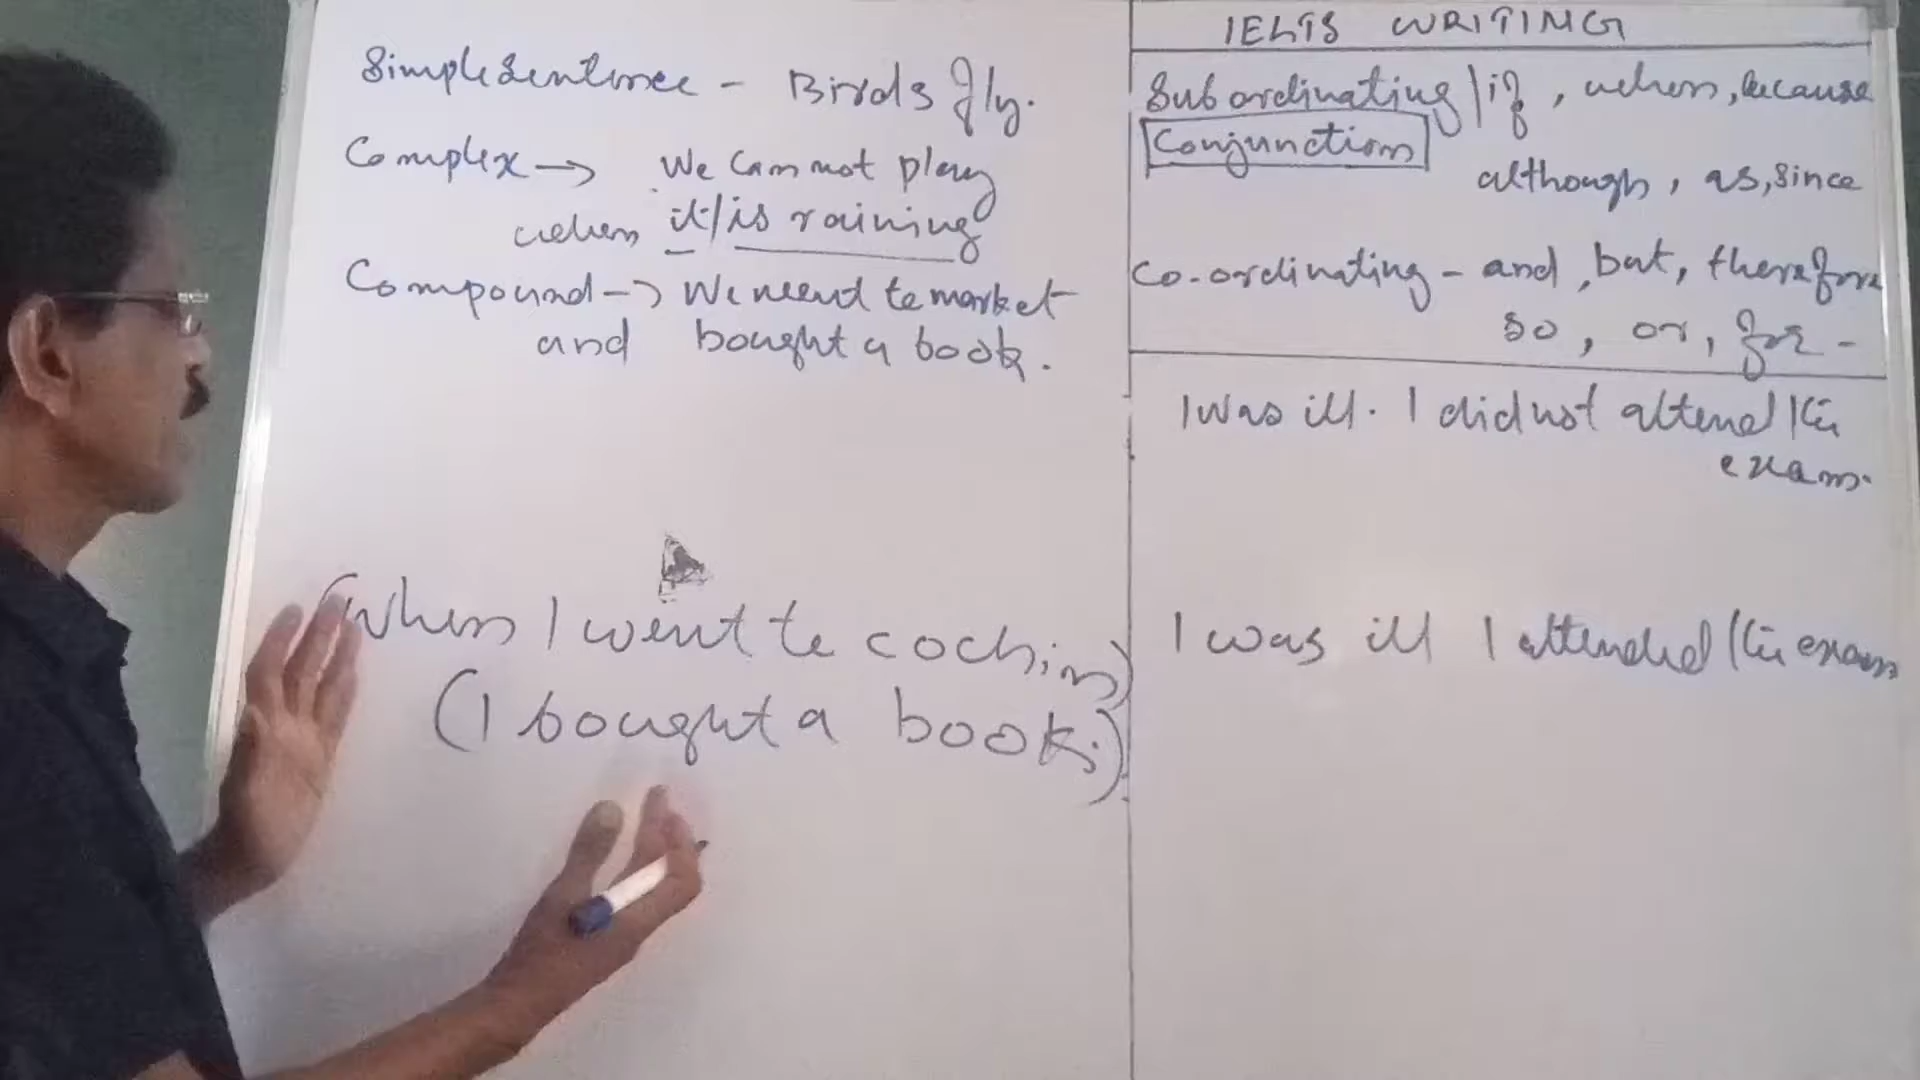 Simple Sentence - Birds fly.
Complex → We cannot play
when it/is raining
Compound → We went to market
and bought a book.
(When I went to cochin)
(I bought a book.)
IELTS WRITING
Subordinating / if, when, because
Conjunction
although, as, since
Co-ordinating - and, but, therefore
so, or, for -
I was ill. I did not attend the
exam.
I was ill I attended the exam